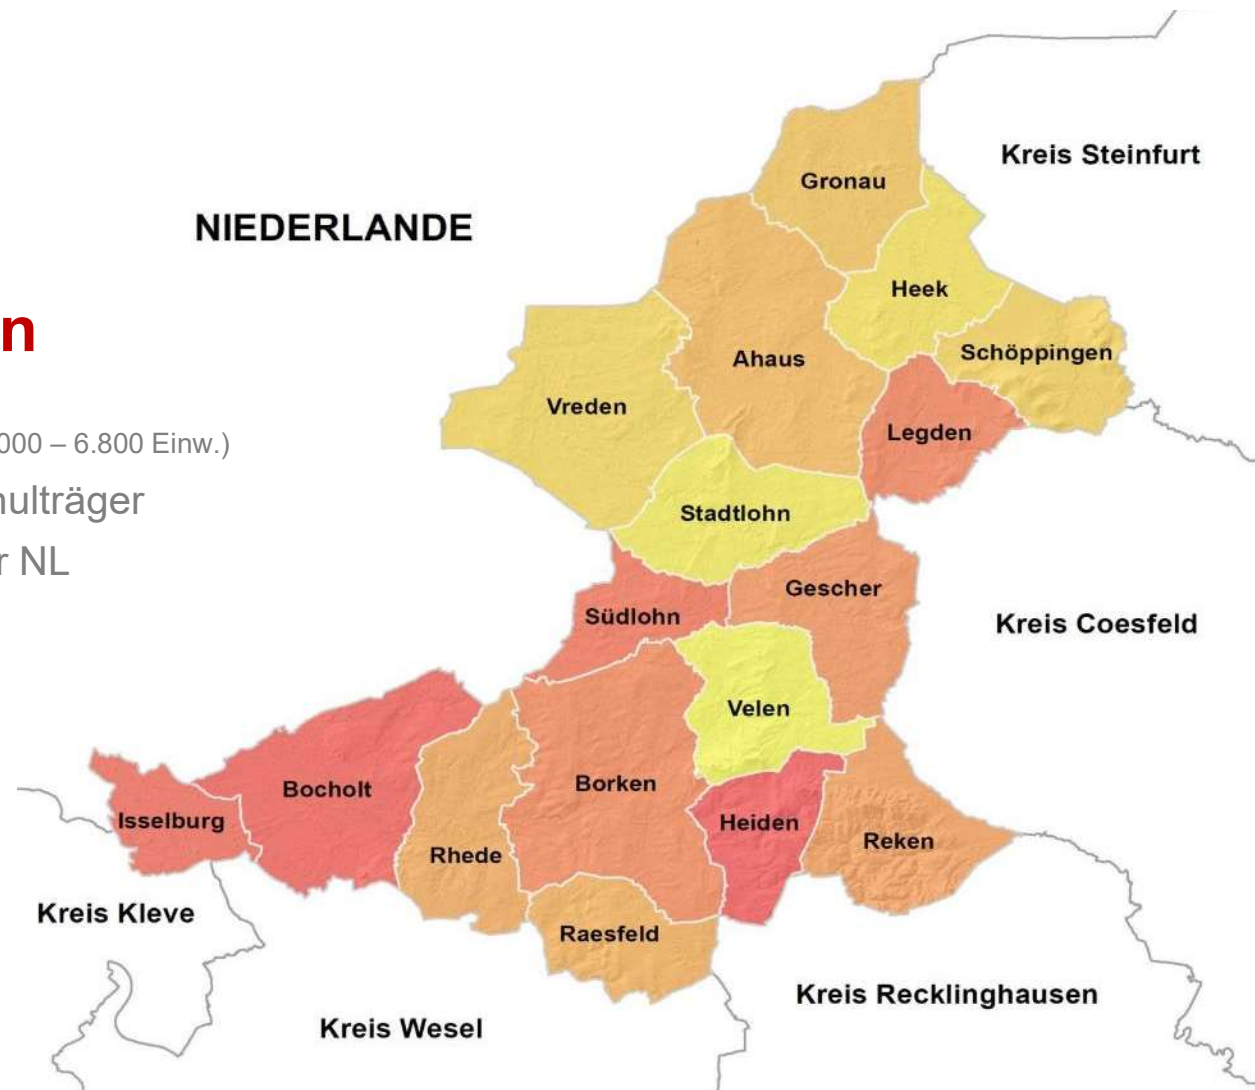 Kreis Steinfurt
Gronau
NIEDERLANDE
Heek
n
Schöppingen
Ahaus
Vreden
Legden
000 – 6.800 Einw.)
ulträger
Stadtlohn
r NL
Gescher
Südlohn
Kreis Coesfeld
Velen
Borken
Bocholt
Isselburg
Heiden
Reken
Rhede
Kreis Kleve
Raesfeld
Kreis Recklinghausen
Kreis Wesel